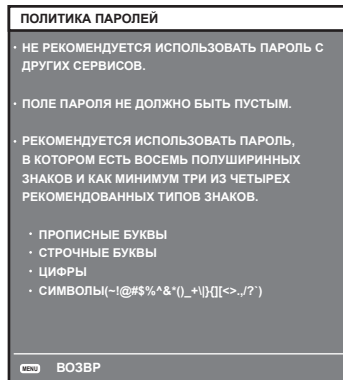 ПОЛИТИКА ПАРОЛЕЙ
· НЕ РЕКОМЕНДУЕТСЯ ИСПОЛЬЗОВАТЬ ПАРОЛЬ С
ДРУГИХ СЕРВИСОВ.
· ПОЛЕ ПАРОЛЯ НЕ ДОЛЖНО БЫТЬ ПУСТЫМ.
· РЕКОМЕНДУЕТСЯ ИСПОЛЬЗОВАТЬ ПАРОЛЬ,
В КОТОРОМ ЕСТЬ ВОСЕМЬ ПОЛУШИРИННЫХ
ЗНАКОВ И КАК МИНИМУМ ТРИ ИЗ ЧЕТЫРЕХ
РЕКОМЕНДОВАННЫХ ТИПОВ ЗНАКОВ.
· ПРОПИСНЫЕ БУКВЫ
· СТРОЧНЫЕ БУКВЫ
· ЦИФРЫ
· СИМВОЛЫ(~!@#$%^&*()_+\|}{][<>.,/?`)
MENU ВОЗВР